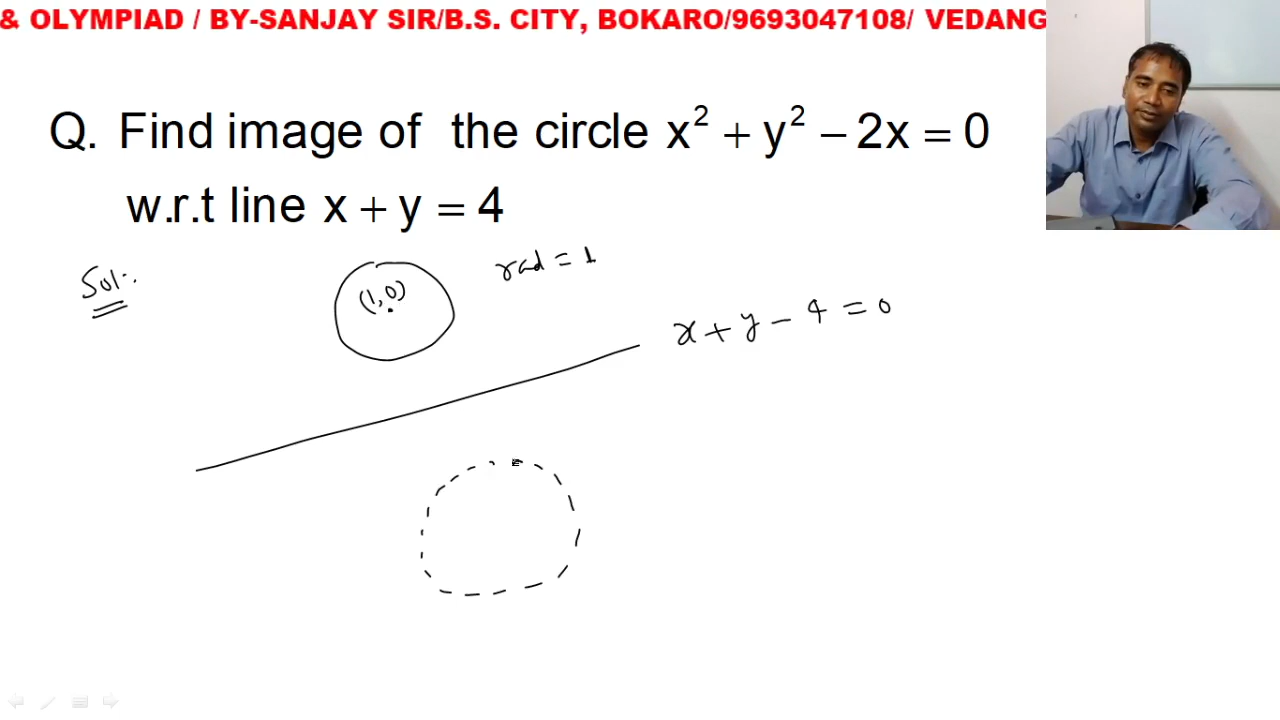 & OLYMPIAD / BY-SANJAY SIR/B.S. CITY, BOKARO/9693047108/ VEDANG
Q. Find image of the circle x² + y² − 2x = 0
w.r.t line x + y = 4
Sol:.
(1,0)
rad = 1
x + y − 4 = 0